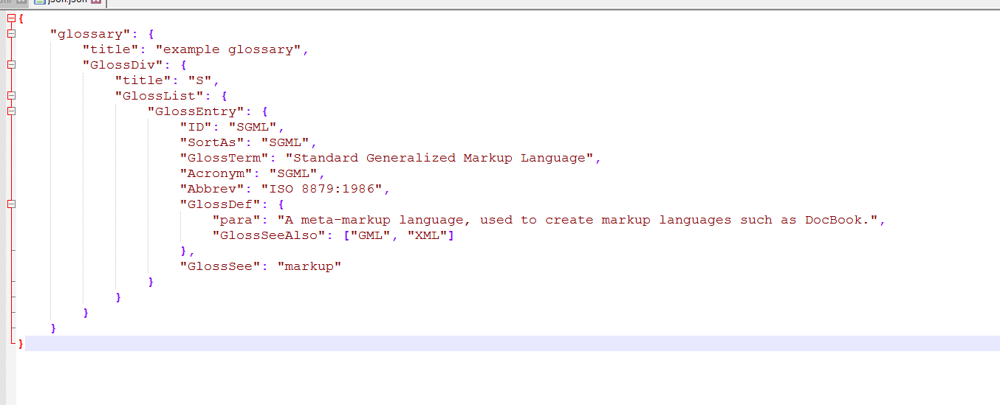 json.json
{
    "glossary": {
        "title": "example glossary",
        "GlossDiv": {
            "title": "S",
            "GlossList": {
                "GlossEntry": {
                    "ID": "SGML",
                    "SortAs": "SGML",
                    "GlossTerm": "Standard Generalized Markup Language",
                    "Acronym": "SGML",
                    "Abbrev": "ISO 8879:1986",
                    "GlossDef": {
                        "para": "A meta-markup language, used to create markup languages such as DocBook.",
                        "GlossSeeAlso": ["GML", "XML"]
                    },
                    "GlossSee": "markup"
                }
            }
        }
    }
}